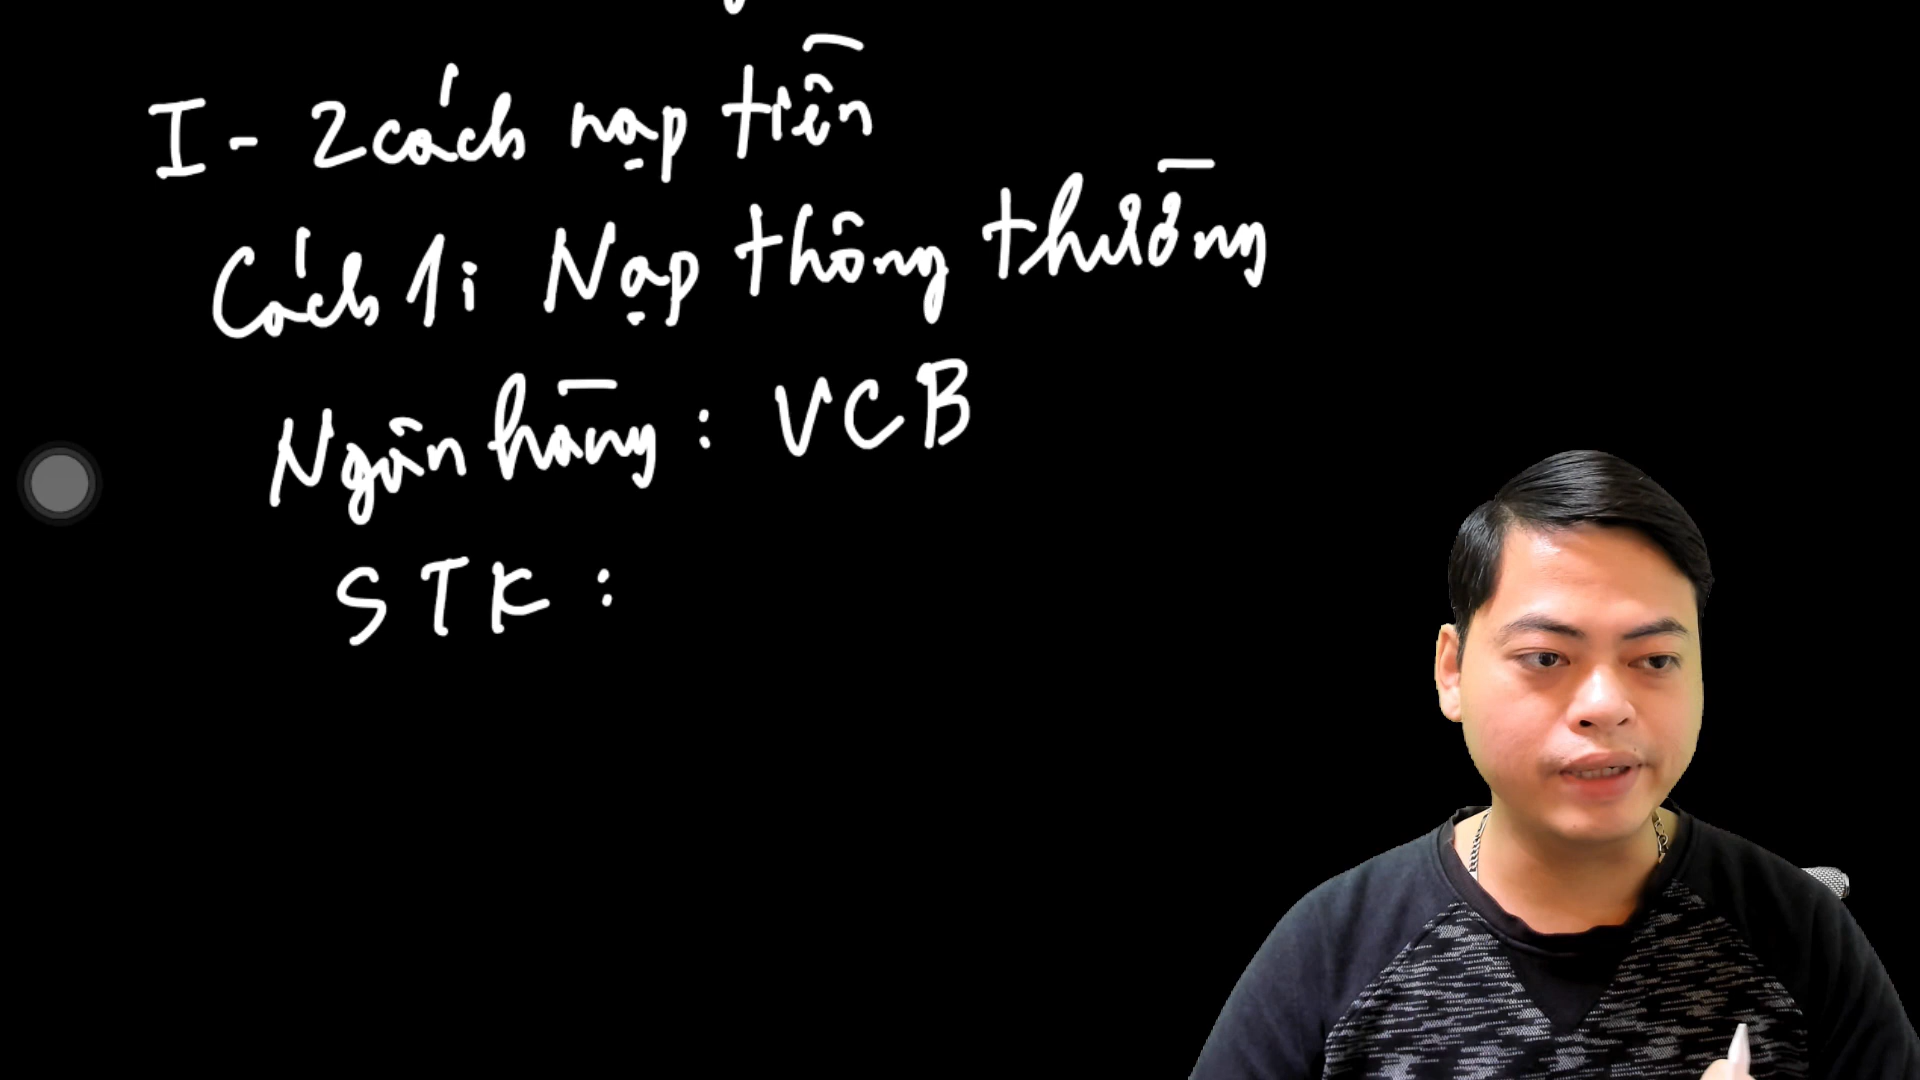 I - 2 cách nạp tiền
Cách 1: Nạp thông thường
Ngân hàng: VCB
STK: